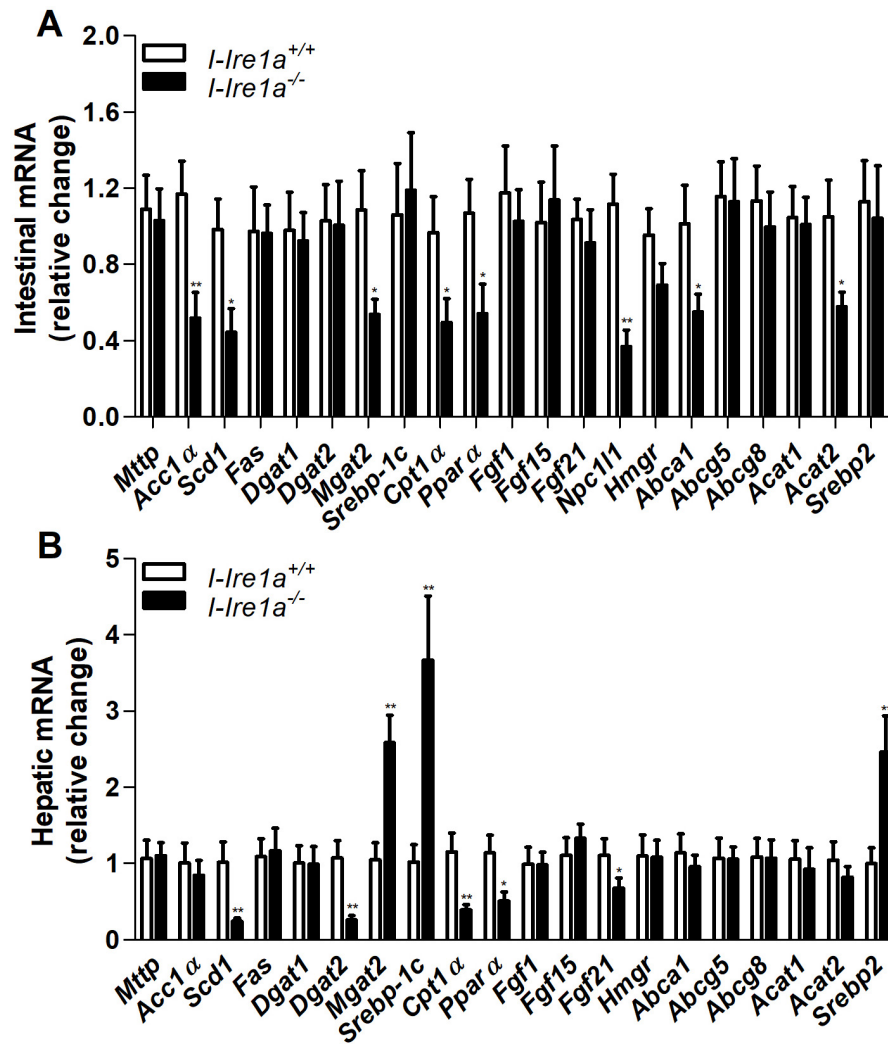 A
I-Ire1a+/+
I-Ire1a-/-
Intestinal mRNA
(relative change)
2.0
1.6
1.2
0.8
0.4
0.0
**
*
*
*
*
**
*
*
Mttp
Acc1α
Scd1
Fas
Dgat1
Dgat2
Mgat2
Srebp-1c
Cpt1α
Pparα
Fgf1
Fgf15
Fgf21
Npc1l1
Hmgr
Abca1
Abcg5
Abcg8
Acat1
Acat2
Srebp2
B
I-Ire1a+/+
I-Ire1a-/-
Hepatic mRNA
(relative change)
5
4
3
2
1
0
**
**
**
**
**
*
*
**
Mttp
Acc1α
Scd1
Fas
Dgat1
Dgat2
Mgat2
Srebp-1c
Cpt1α
Pparα
Fgf1
Fgf15
Fgf21
Hmgr
Abca1
Abcg5
Abcg8
Acat1
Acat2
Srebp2